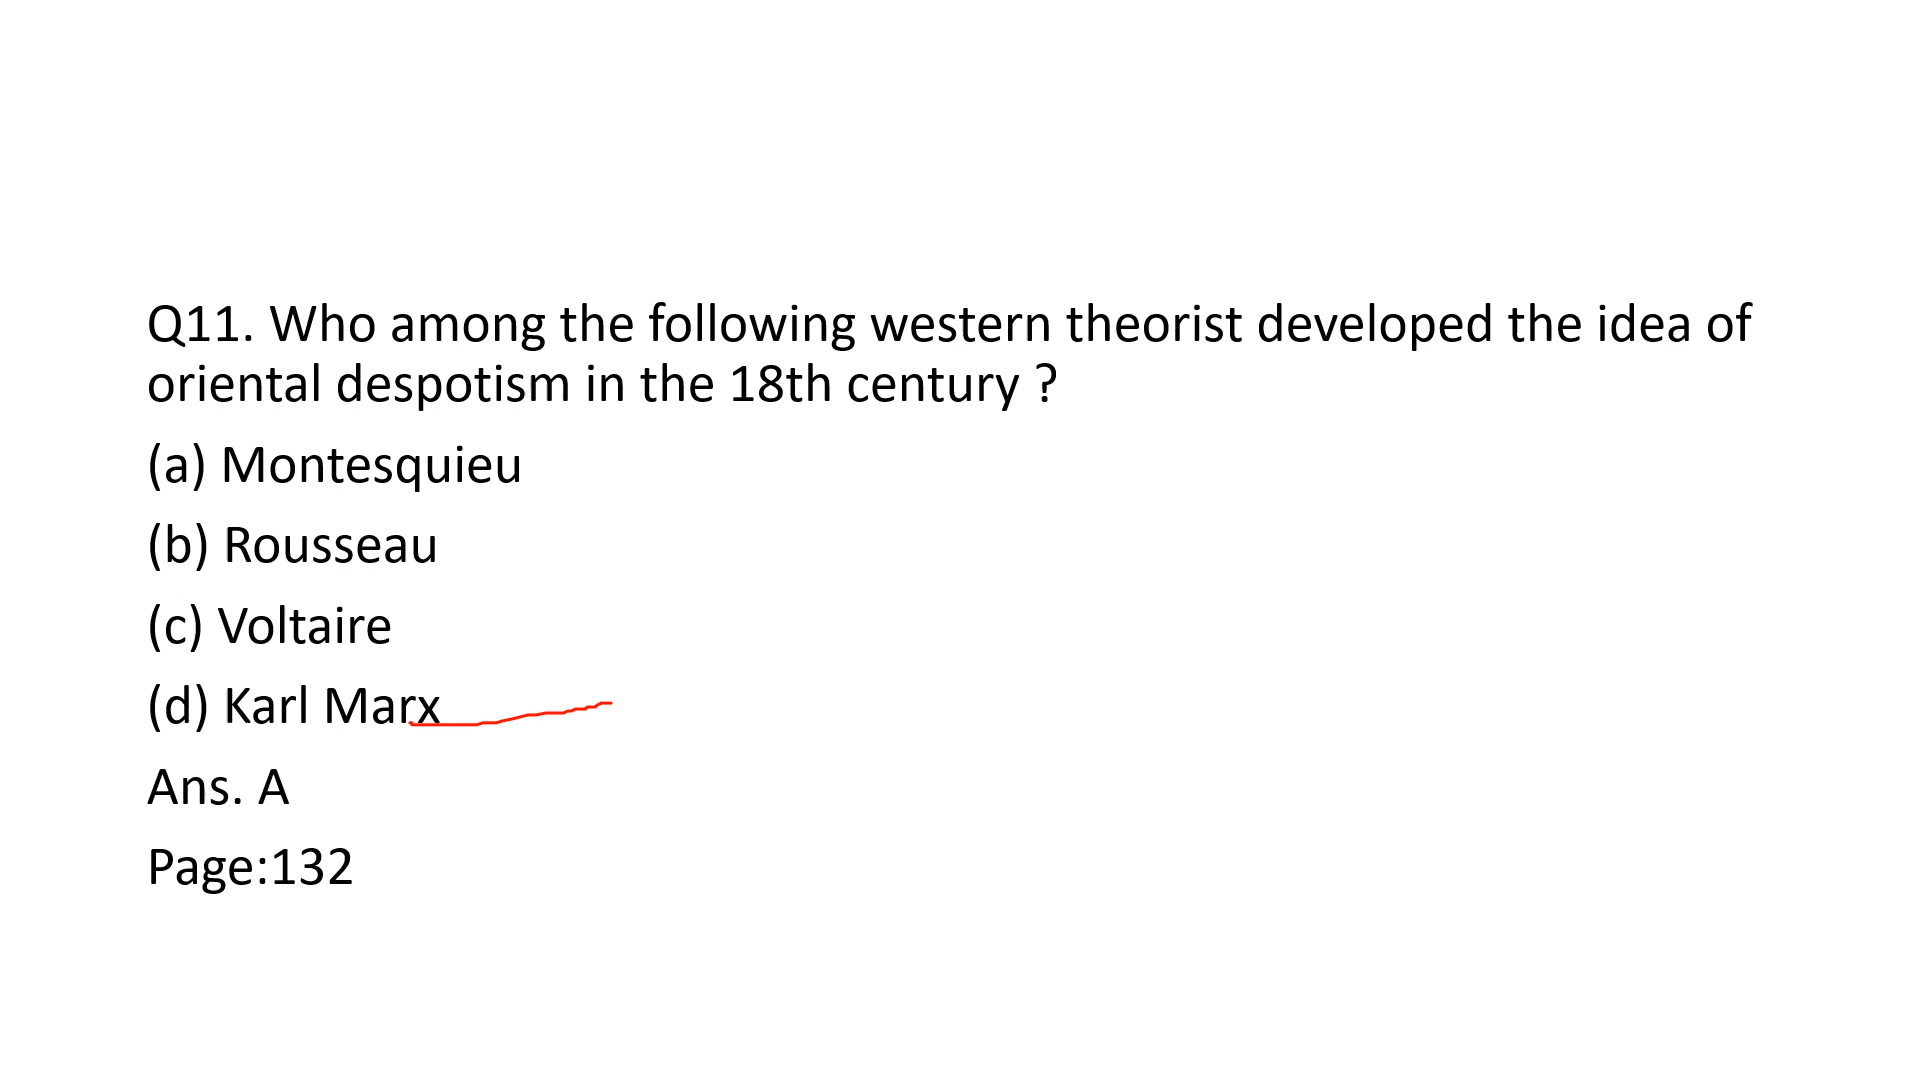 Q11. Who among the following western theorist developed the idea of
oriental despotism in the 18th century ?
(a) Montesquieu
(b) Rousseau
(c) Voltaire
(d) Karl Marx
Ans. A
Page:132